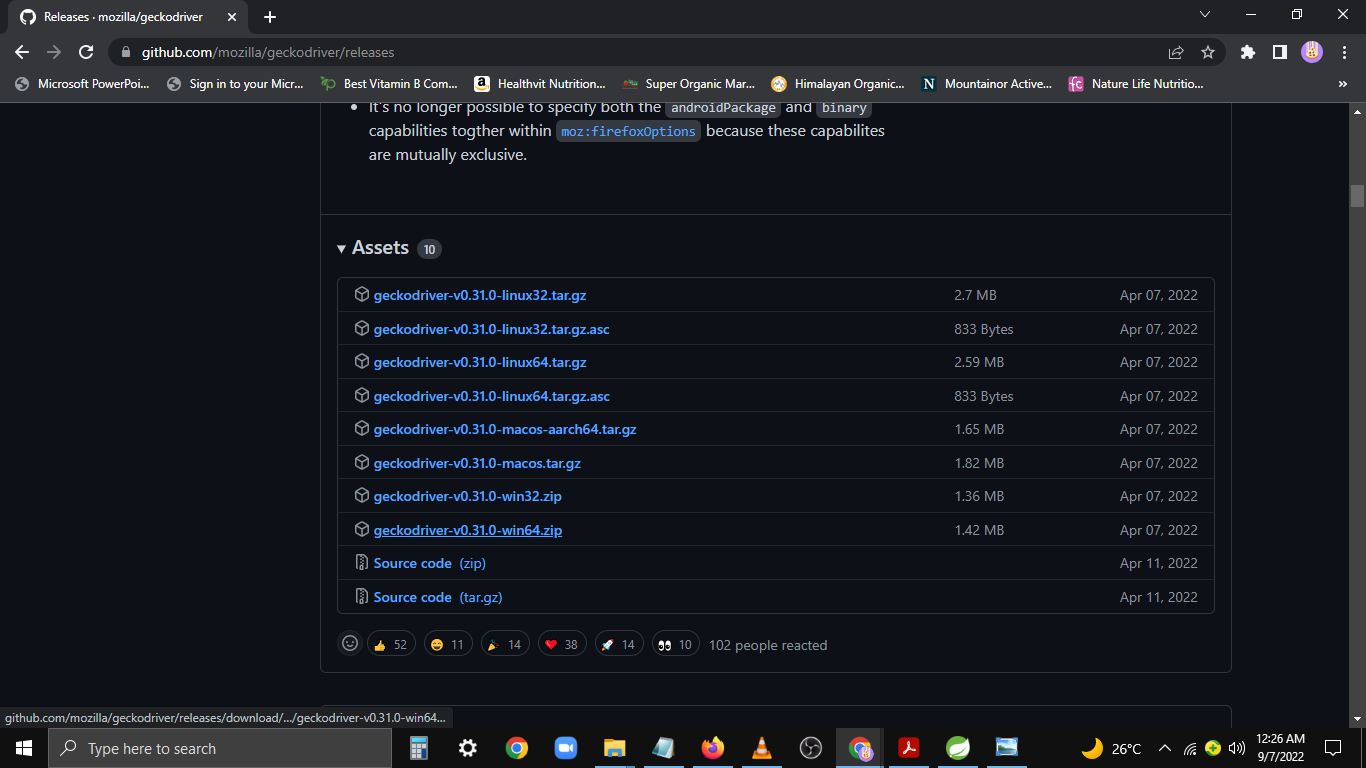 Releases · mozilla/geckodriver
github.com/mozilla/geckodriver/releases
Microsoft PowerPoi...
Sign in to your Micr...
Best Vitamin B Com...
Healthvit Nutrition...
Super Organic Mar...
Himalayan Organic...
Mountainor Active...
Nature Life Nutritio...
It's no longer possible to specify both the androidPackage and binary
capabilities togther within moz:firefoxOptions because these capabilites
are mutually exclusive.
Assets 10
geckodriver-v0.31.0-linux32.tar.gz 2.7 MB Apr 07, 2022
geckodriver-v0.31.0-linux32.tar.gz.asc 833 Bytes Apr 07, 2022
geckodriver-v0.31.0-linux64.tar.gz 2.59 MB Apr 07, 2022
geckodriver-v0.31.0-linux64.tar.gz.asc 833 Bytes Apr 07, 2022
geckodriver-v0.31.0-macos-aarch64.tar.gz 1.65 MB Apr 07, 2022
geckodriver-v0.31.0-macos.tar.gz 1.82 MB Apr 07, 2022
geckodriver-v0.31.0-win32.zip 1.36 MB Apr 07, 2022
geckodriver-v0.31.0-win64.zip 1.42 MB Apr 07, 2022
Source code (zip) Apr 11, 2022
Source code (tar.gz) Apr 11, 2022
52 11 14 38 14 10 102 people reacted
github.com/mozilla/geckodriver/releases/download/.../geckodriver-v0.31.0-win64...
Type here to search
26°C
12:26 AM
9/7/2022